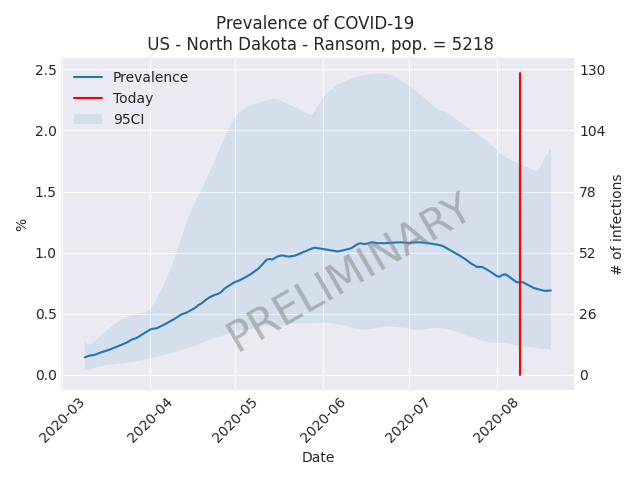 Prevalence of COVID-19
US - North Dakota - Ransom, pop. = 5218
Prevalence
Today
95CI
2.5
2.0
1.5
1.0
0.5
0.0
%
130
104
78
52
26
0
# of infections
PRELIMINARY
2020-03
2020-04
2020-05
2020-06
2020-07
2020-08
Date